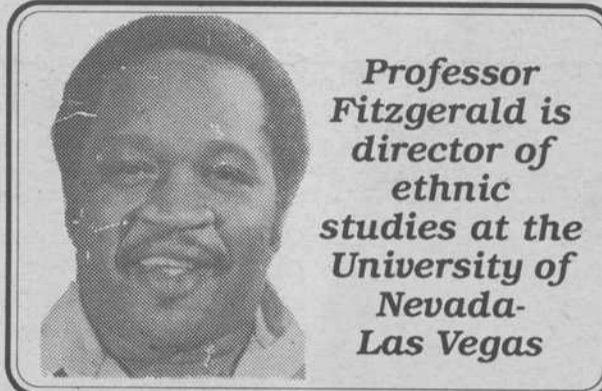 Professor
Fitzgerald is
director of
ethnic
studies at the
University of
Nevada-
Las Vegas